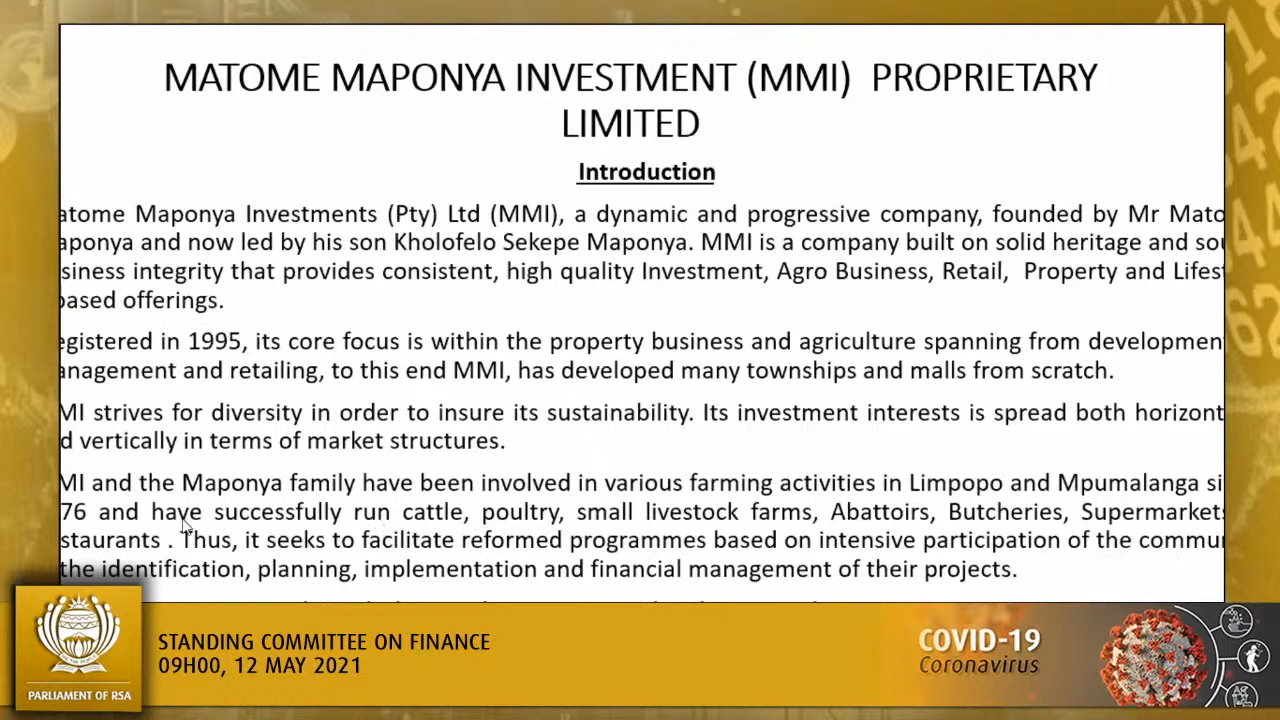 MATOME MAPONYA INVESTMENT (MMI) PROPRIETARY
LIMITED
Introduction
atome Maponya Investments (Pty) Ltd (MMI), a dynamic and progressive company, founded by Mr Mato
aponya and now led by his son Kholofelo Sekepe Maponya. MMI is a company built on solid heritage and sou
siness integrity that provides consistent, high quality Investment, Agro Business, Retail, Property and Lifest
based offerings.
egistered in 1995, its core focus is within the property business and agriculture spanning from developmen
anagement and retailing, to this end MMI, has developed many townships and malls from scratch.
MI strives for diversity in order to insure its sustainability. Its investment interests is spread both horizont
d vertically in terms of market structures.
MI and the Maponya family have been involved in various farming activities in Limpopo and Mpumalanga si
76 and have successfully run cattle, poultry, small livestock farms, Abattoirs, Butcheries, Supermarkets
staurants . Thus, it seeks to facilitate reformed programmes based on intensive participation of the commu
the identification, planning, implementation and financial management of their projects.
STANDING COMMITTEE ON FINANCE
09H00, 12 MAY 2021
PARLIAMENT OF RSA
COVID-19
Coronavirus